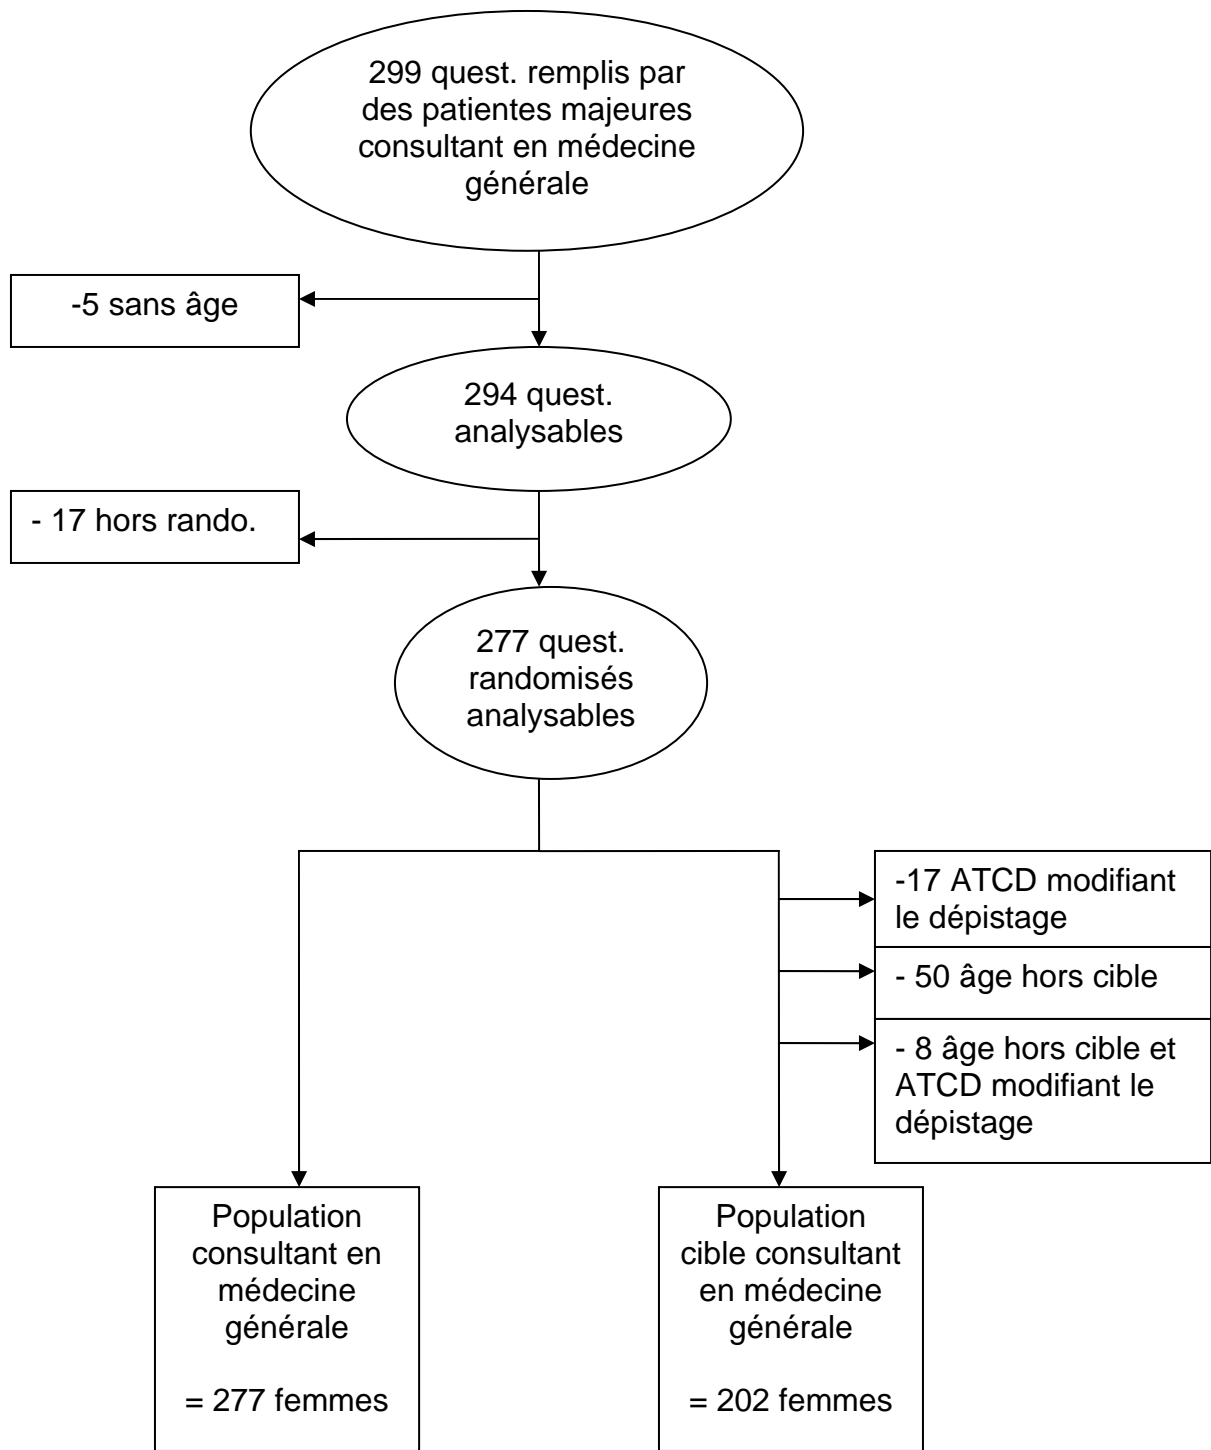 299 quest. remplis par
des patientes majeures
consultant en médecine
générale
-5 sans âge
294 quest.
analysables
- 17 hors rando.
277 quest.
randomisés
analysables
-17 ATCD modifiant
le dépistage
- 50 âge hors cible
- 8 âge hors cible et
ATCD modifiant le
dépistage
Population
consultant en
médecine
générale
= 277 femmes
Population
cible consultant
en médecine
générale
= 202 femmes